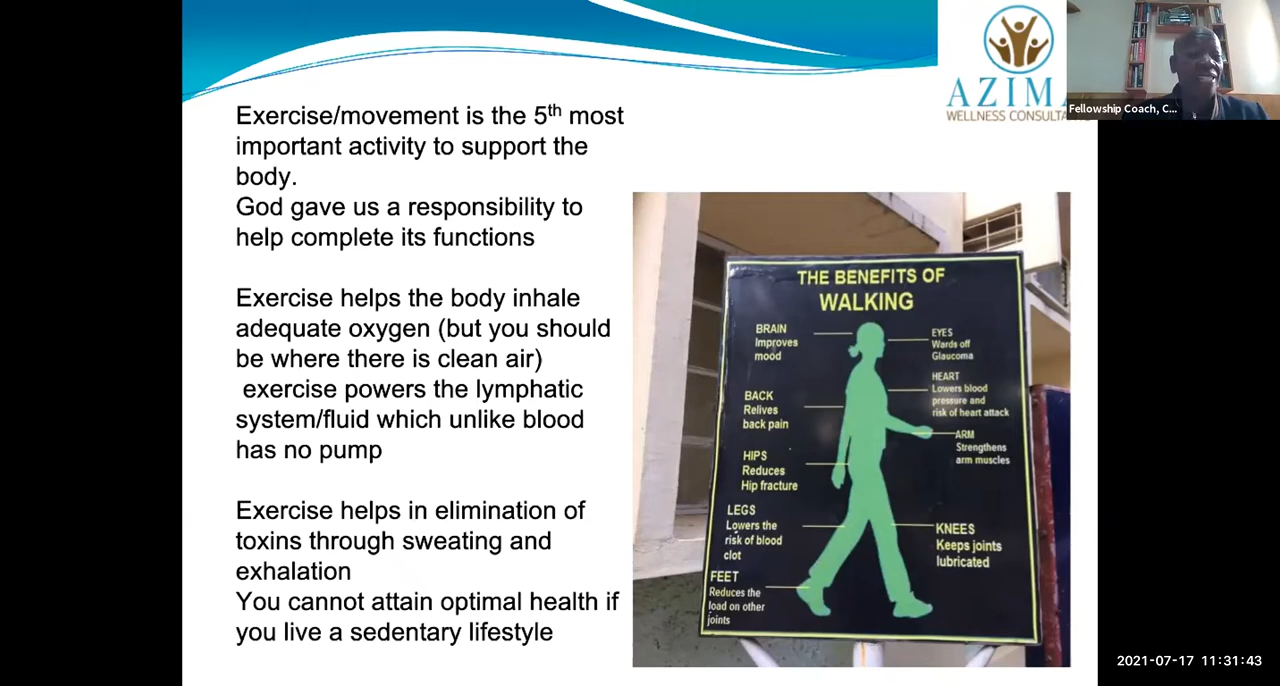 Exercise/movement is the 5th most
important activity to support the
body.
God gave us a responsibility to
help complete its functions
Exercise helps the body inhale
adequate oxygen (but you should
be where there is clean air)
exercise powers the lymphatic
system/fluid which unlike blood
has no pump
Exercise helps in elimination of
toxins through sweating and
exhalation
You cannot attain optimal health if
you live a sedentary lifestyle
AZIM
WELLNESS CONSULTA
Fellowship Coach, C...
THE BENEFITS OF
WALKING
BRAIN
Improves
mood
BACK
Relives
back pain
HIPS
Reduces
Hip fracture
LEGS
Lowers the
risk of blood
clot
FEET
Reduces the
load on other
joints
EYES
Wards off
Glaucoma
HEART
Lowers blood
pressure and
risk of heart attack
ARM
Strengthens
arm muscles
KNEES
Keeps joints
lubricated
2021-07-17 11:31:43